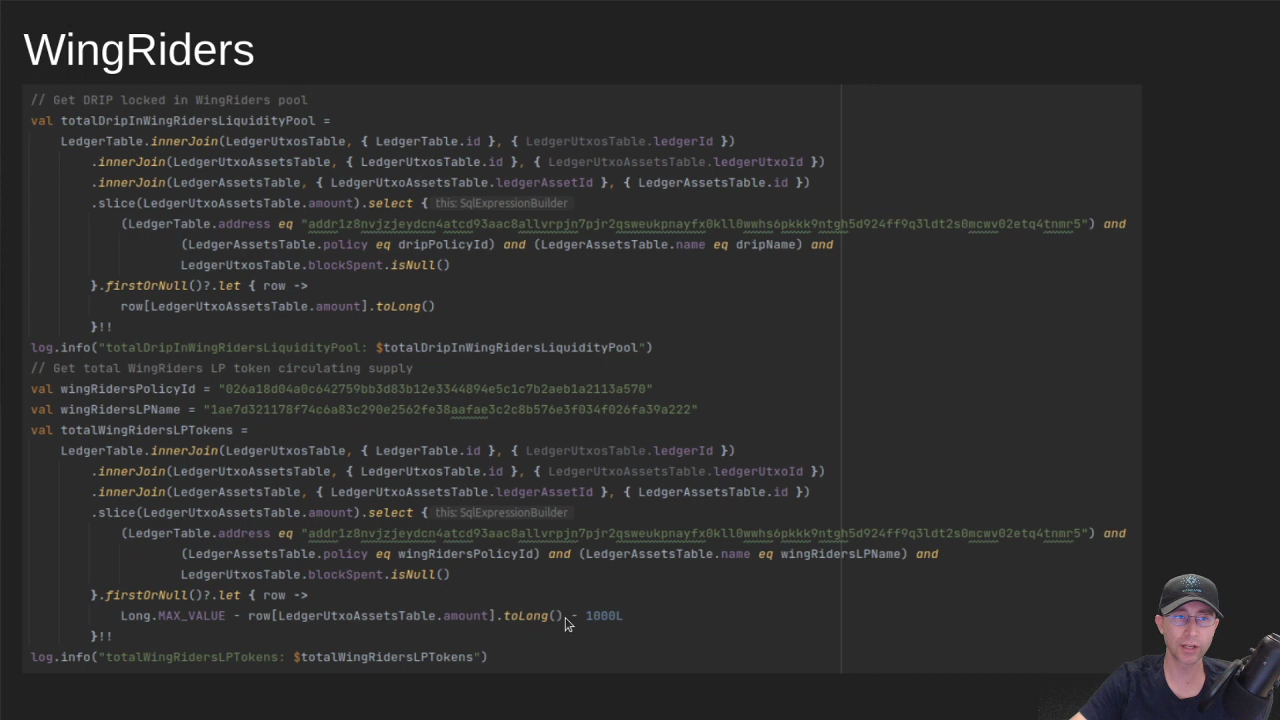 WingRiders
// Get DRIP locked in WingRiders pool
val totalDripInWingRidersLiquidityPool =
LedgerTable.innerJoin(LedgerUtxosTable, { LedgerTable.id }, { LedgerUtxosTable.ledgerId })
.innerJoin(LedgerUtxoAssetsTable, { LedgerUtxosTable.id }, { LedgerUtxoAssetsTable.ledgerUtxoId })
.innerJoin(LedgerAssetsTable, { LedgerUtxoAssetsTable.ledgerAssetId }, { LedgerAssetsTable.id })
.slice(LedgerUtxoAssetsTable.amount).select { this: SqlExpressionBuilder
(LedgerTable.address eq "addr1z8nvjzjeydcn4atcd93aac8allvrpjn7pjr2qsweukpnayfx0kll0wwhs6pkkk9ntgh5d924ff9q3ldt2s0mcwv02etq4tnmr5") and
(LedgerAssetsTable.policy eq dripPolicyId) and (LedgerAssetsTable.name eq dripName) and
LedgerUtxosTable.blockSpent.isNull()
}.firstOrNull()?.let { row ->
row[LedgerUtxoAssetsTable.amount].toLong()
}!!
log.info("totalDripInWingRidersLiquidityPool: $totalDripInWingRidersLiquidityPool")
// Get total WingRiders LP token circulating supply
val wingRidersPolicyId = "026a18d04a0c642759bb3d83b12e3344894e5c1c7b2aeb1a2113a570"
val wingRidersLPName = "1ae7d321178f74c6a83c290e2562fe38aafae3c2c8b576e3f034f026fa39a222"
val totalWingRidersLPTokens =
LedgerTable.innerJoin(LedgerUtxosTable, { LedgerTable.id }, { LedgerUtxosTable.ledgerId })
.innerJoin(LedgerUtxoAssetsTable, { LedgerUtxosTable.id }, { LedgerUtxoAssetsTable.ledgerUtxoId })
.innerJoin(LedgerAssetsTable, { LedgerUtxoAssetsTable.ledgerAssetId }, { LedgerAssetsTable.id })
.slice(LedgerUtxoAssetsTable.amount).select { this: SqlExpressionBuilder
(LedgerTable.address eq "addr1z8nvjzjeydcn4atcd93aac8allvrpjn7pjr2qsweukpnayfx0kll0wwhs6pkkk9ntgh5d924ff9q3ldt2s0mcwv02etq4tnmr5") and
(LedgerAssetsTable.policy eq wingRidersPolicyId) and (LedgerAssetsTable.name eq wingRidersLPName) and
LedgerUtxosTable.blockSpent.isNull()
}.firstOrNull()?.let { row ->
Long.MAX_VALUE - row[LedgerUtxoAssetsTable.amount].toLong() - 1000L
}!!
log.info("totalWingRidersLPTokens: $totalWingRidersLPTokens")